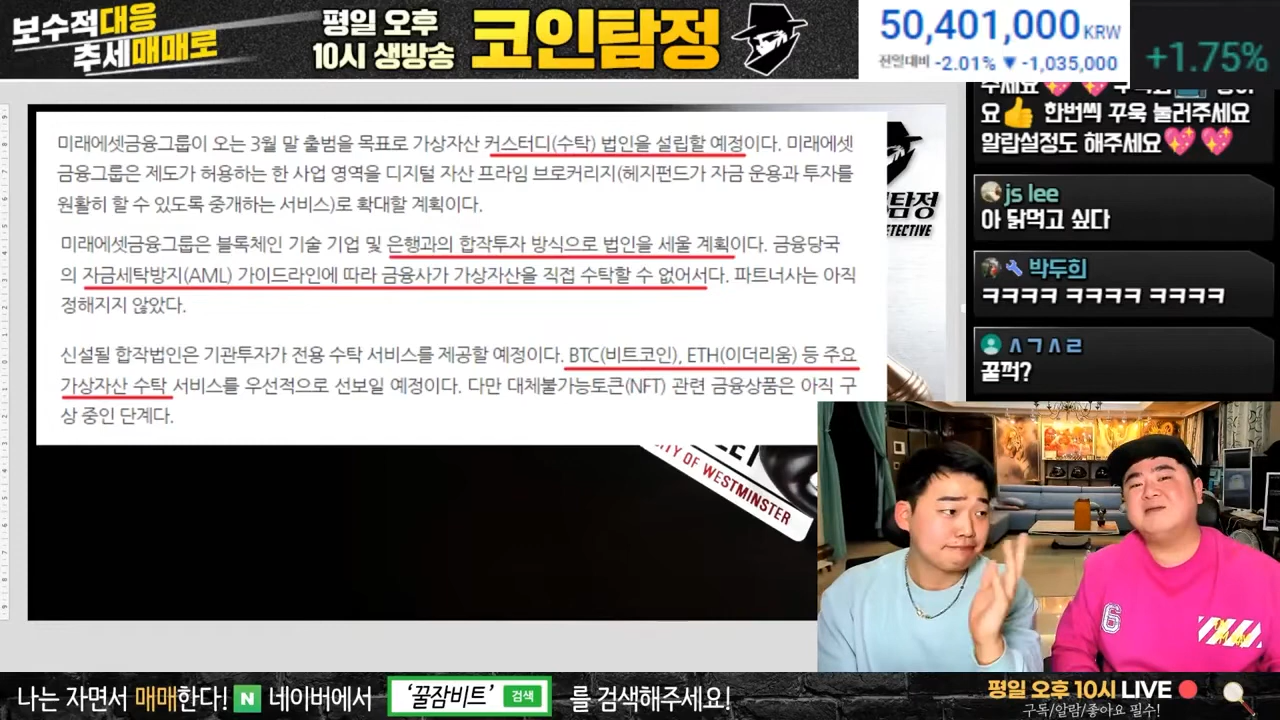 보수적대응
추세매매로
평일 오후
10시 생방송
코인탐정
50,401,000 KRW
전일대비 -2.01% ▼ -1,035,000
+1.75%
미래에셋금융그룹이 오는 3월 말 출범을 목표로 가상자산 커스터디(수탁) 법인을 설립할 예정이다. 미래에셋
금융그룹은 제도가 허용하는 한 사업 영역을 디지털 자산 프라임 브로커리지(헤지펀드가 자금 운용과 투자를
원활히 할 수 있도록 중개하는 서비스)로 확대할 계획이다.
미래에셋금융그룹은 블록체인 기술 기업 및 은행과의 합작투자 방식으로 법인을 세울 계획이다. 금융당국
의 자금세탁방지(AML) 가이드라인에 따라 금융사가 가상자산을 직접 수탁할 수 없어서다. 파트너사는 아직
정해지지 않았다.
신설될 합작법인은 기관투자가 전용 수탁 서비스를 제공할 예정이다. BTC(비트코인), ETH(이더리움) 등 주요
가상자산 수탁 서비스를 우선적으로 선보일 예정이다. 다만 대체불가능토큰(NFT) 관련 금융상품은 아직 구
상 중인 단계다.
탐정
ETECTIVE
CITY OF WESTMINSTER
주세요💖💖
요👍 한번씩 꾸욱 눌러주세요
알람설정도 해주세요💖💖
js lee
아 닭먹고 싶다
박두희
ㅋㅋㅋㅋ ㅋㅋㅋㅋ ㅋㅋㅋㅋ
ㅅㄱㅅㄹ
꿀꺽?
6
나는 자면서 매매한다! N 네이버에서 '꿀잠비트' 검색 를 검색해주세요!
평일 오후 10시 LIVE
구독/알람/좋아요 필수!